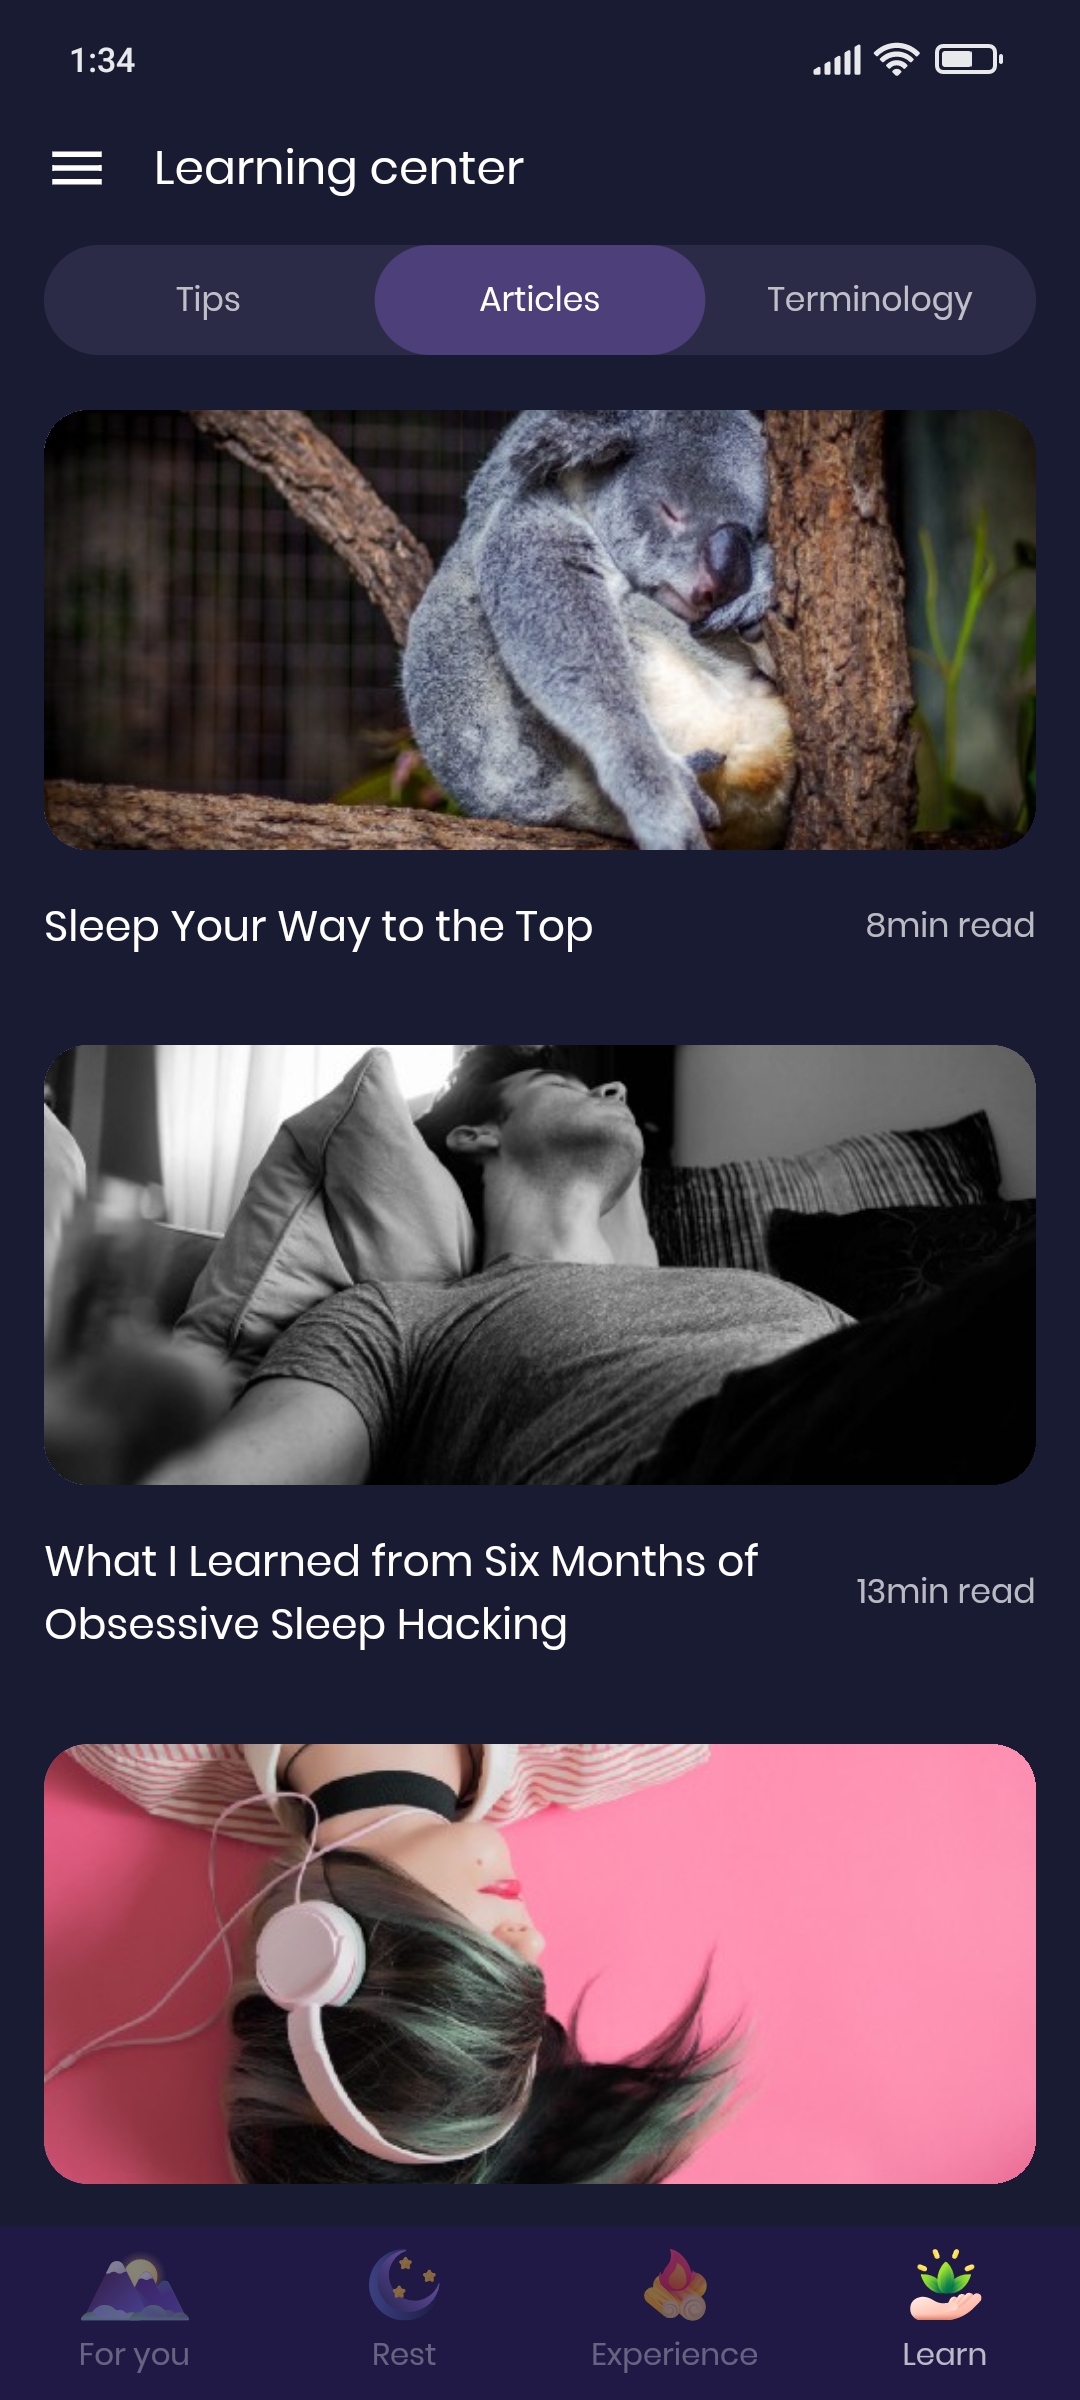 1:34
Learning center
Tips
Articles
Terminology
Sleep Your Way to the Top
8min read
What I Learned from Six Months of
Obsessive Sleep Hacking
13min read
For you
Rest
Experience
Learn